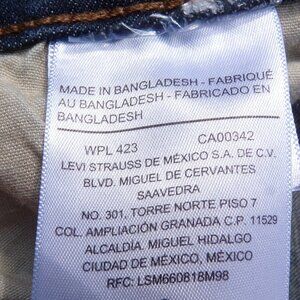 MADE IN BANGLADESH - FABRIQUÉ
AU BANGLADESH - FABRICADO EN
BANGLADESH
WPL 423 CA00342
LEVI STRAUSS DE MÉXICO S.A. DE C.V.
BLVD. MIGUEL DE CERVANTES
SAAVEDRA
NO. 301, TORRE NORTE PISO 7
COL. AMPLIACIÓN GRANADA C.P. 11529
ALCALDÍA. MIGUEL HIDALGO
CIUDAD DE MÉXICO, MÉXICO
RFC: LSM660818M98